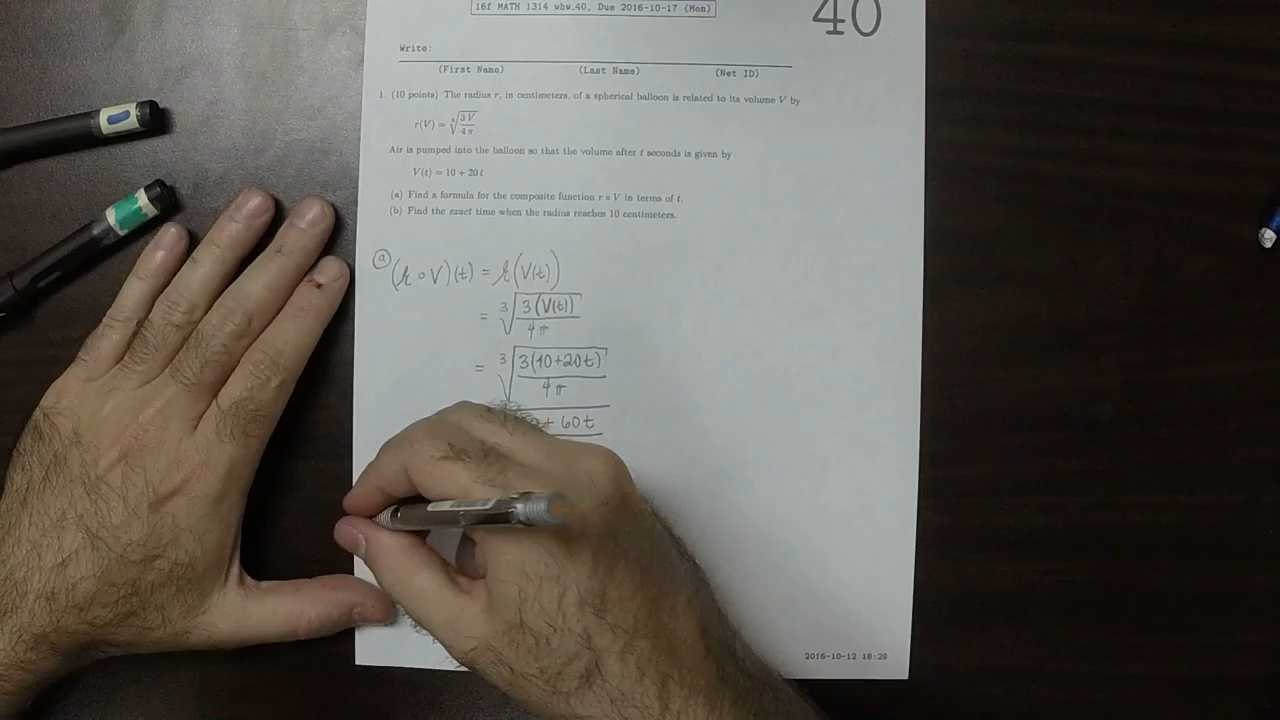 16f MATH 1314 whw_40, Due 2016-10-17 (Mon)
40
Write:
(First Name) (Last Name) (Net ID)
1. (10 points) The radius r, in centimeters, of a spherical balloon is related to its volume V by
r(V) = ∛(3V/4π)
Air is pumped into the balloon so that the volume after t seconds is given by
V(t) = 10 + 20t
(a) Find a formula for the composite function r ∘ V in terms of t.
(b) Find the exact time when the radius reaches 10 centimeters.
ⓐ (r ∘ V)(t) = r(V(t))
= ∛(3(V(t))/4π)
= ∛(3(10+20t)/4π)
+ 60t
2016-10-12 18:29